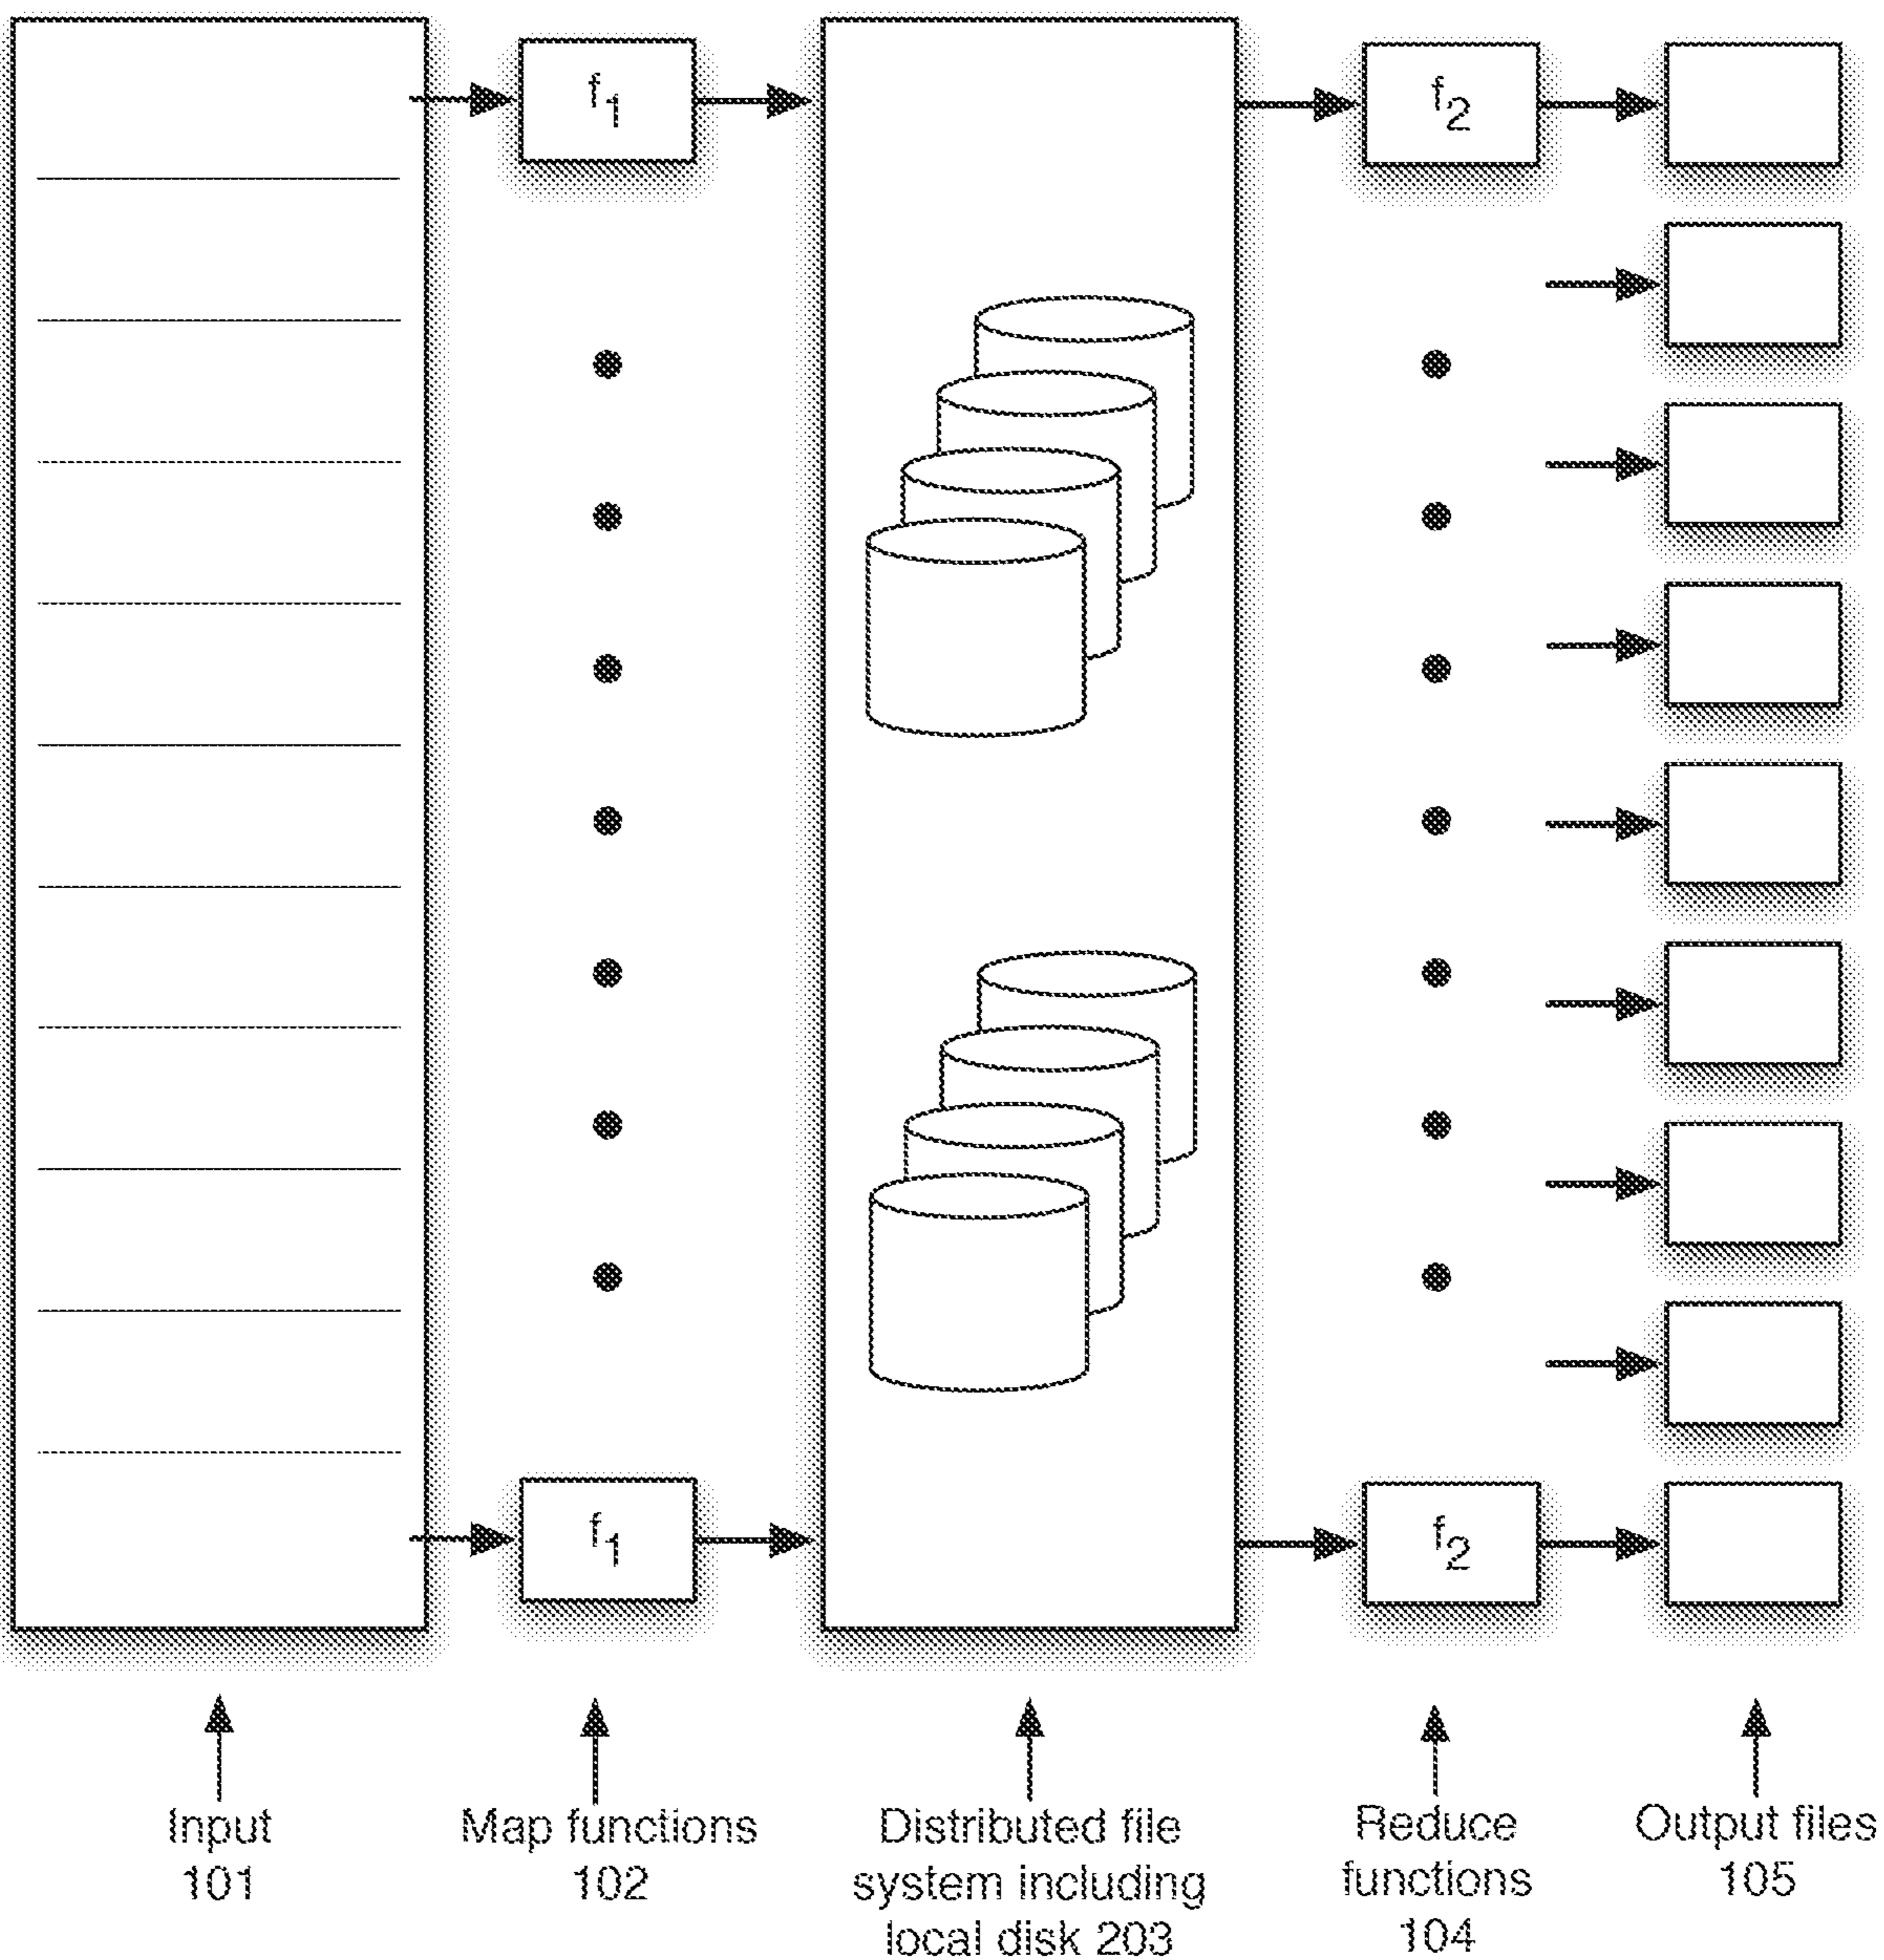 f1
f2
f1
f2
Input
101
Map functions
102
Distributed file
system including
local disk 203
Reduce
functions
104
Output files
105